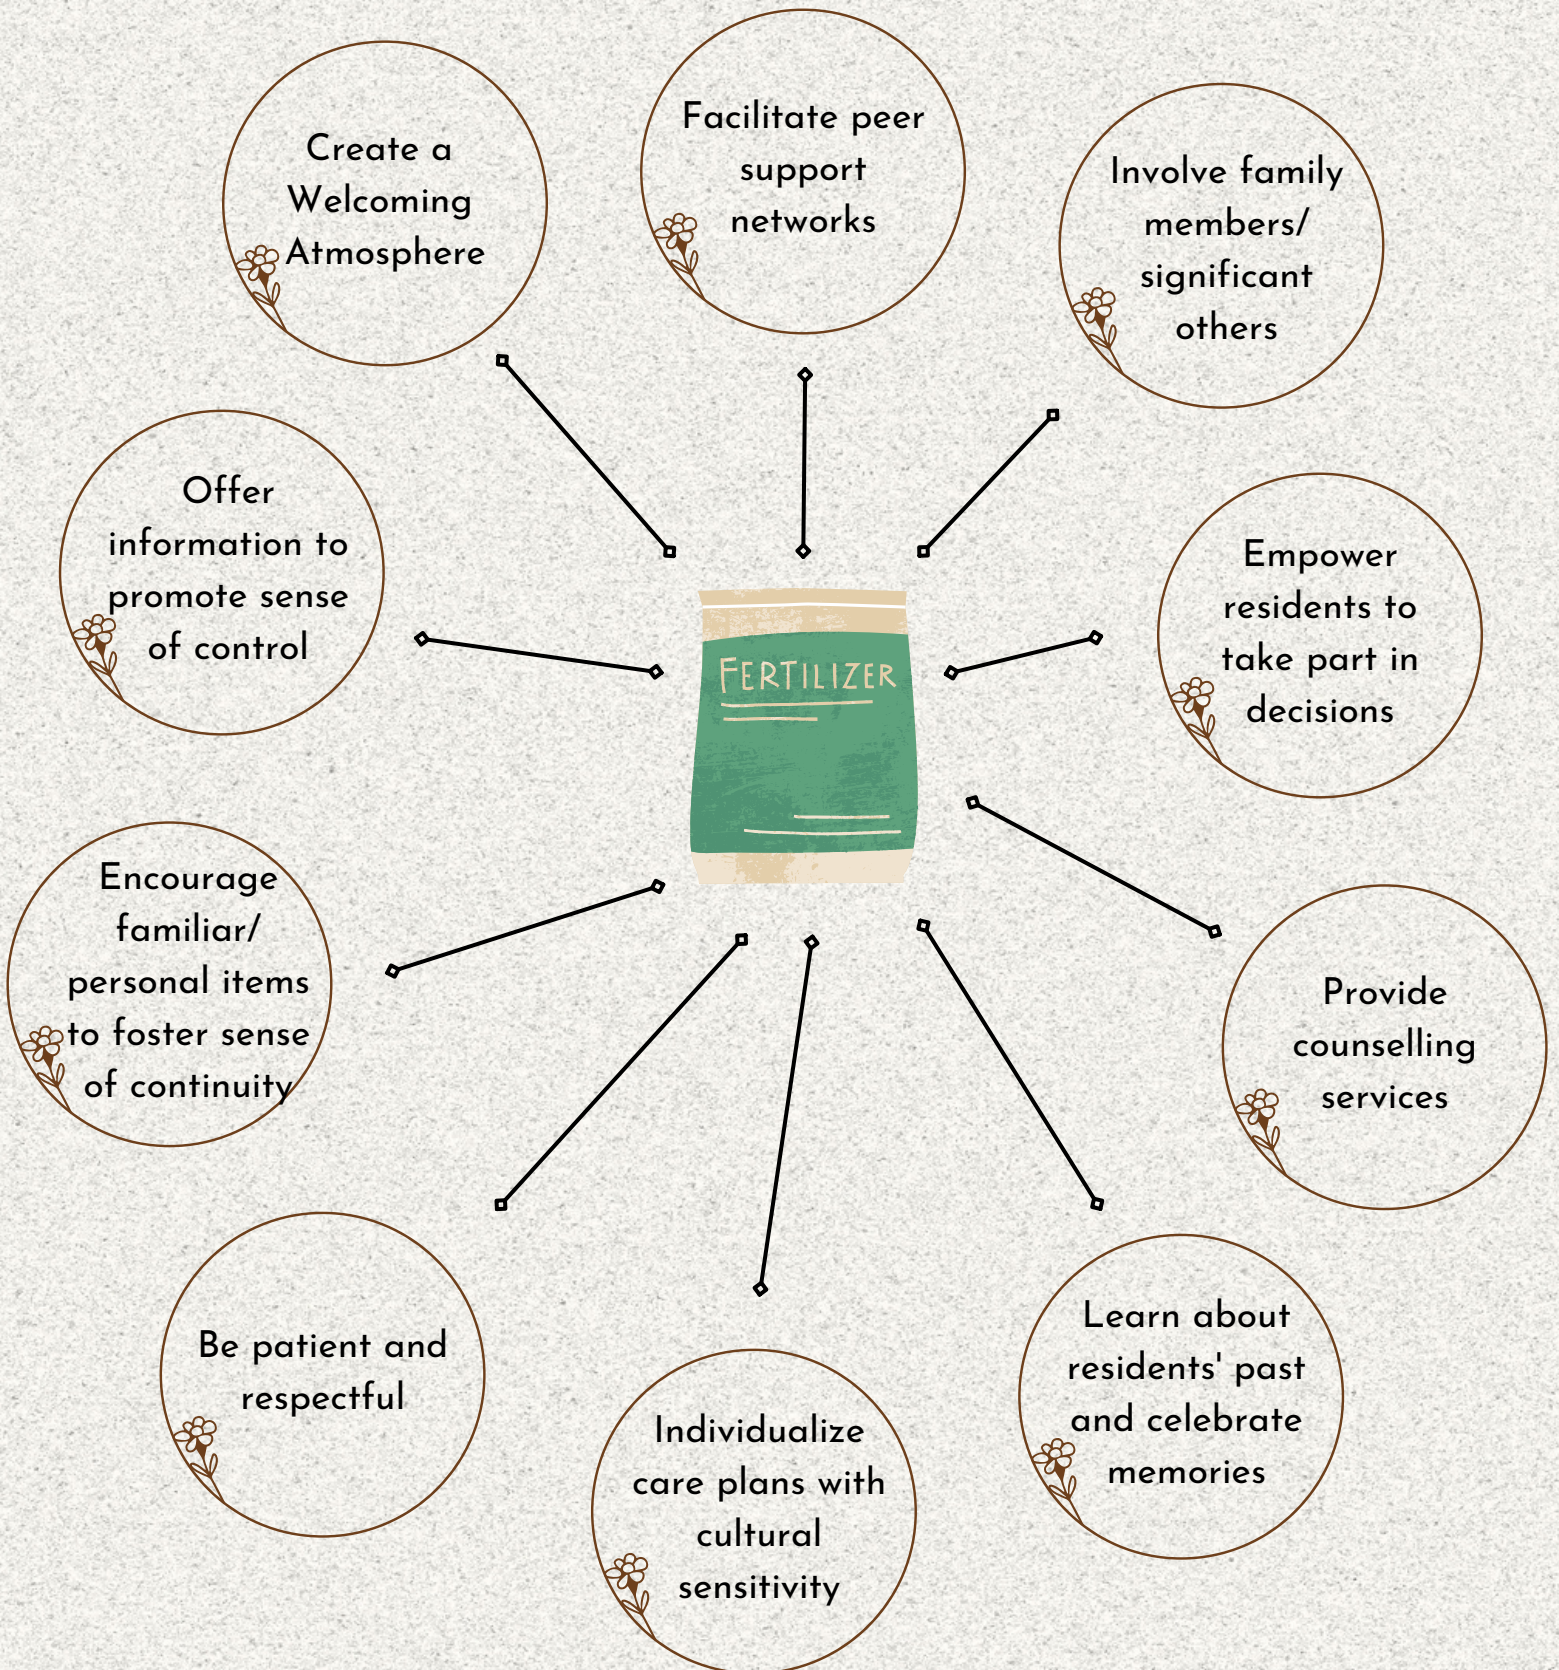 Create a
Welcoming
Atmosphere
Facilitate peer
support
networks
Involve family
members/
significant
others
Offer
information to
promote sense
of control
FERTILIZER
Empower
residents to
take part in
decisions
Encourage
familiar/
personal items
to foster sense
of continuity
Provide
counselling
services
Be patient and
respectful
Individualize
care plans with
cultural
sensitivity
Learn about
residents' past
and celebrate
memories